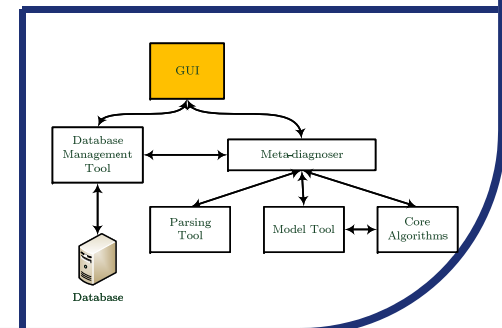 GUI
Database
Management
Tool
Meta-diagnoser
Parsing
Tool
Model Tool
Core
Algorithms
Database